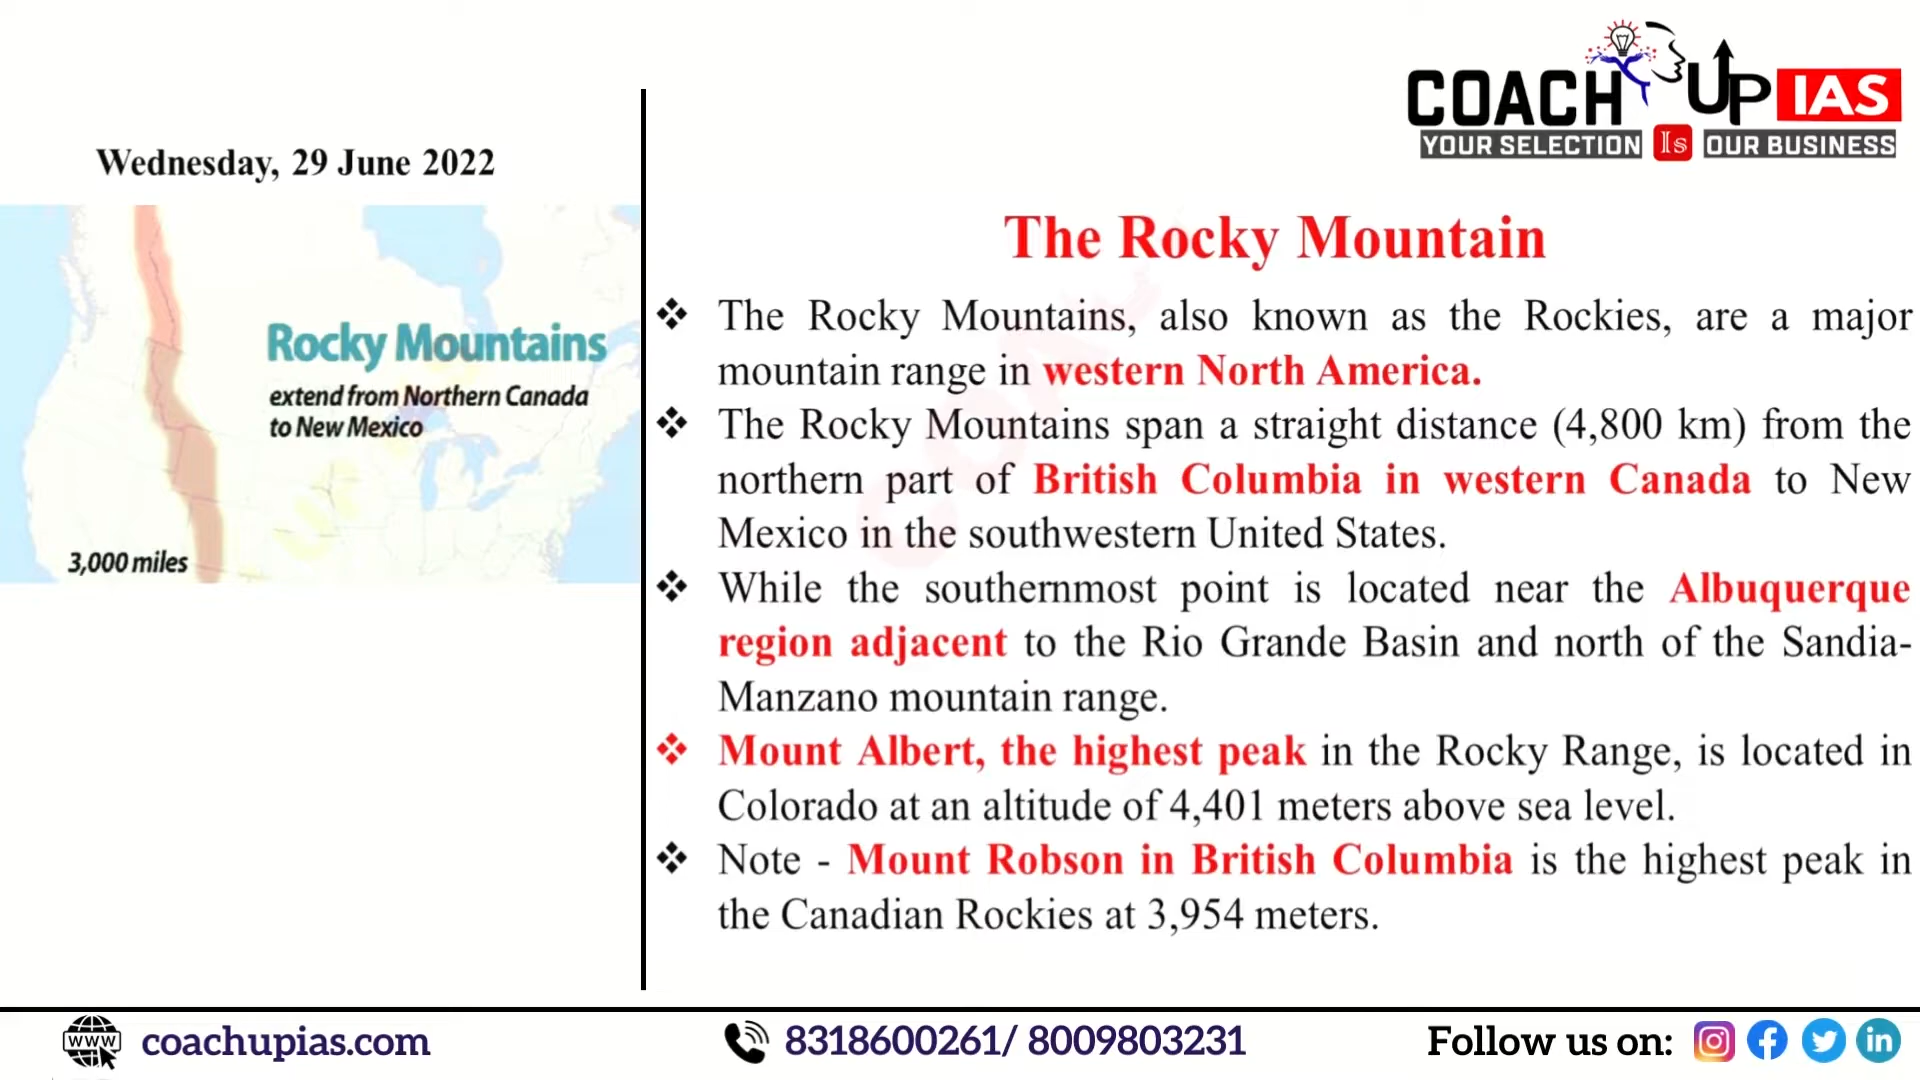 COACH UP IAS
YOUR SELECTION Is OUR BUSINESS
Wednesday, 29 June 2022
Rocky Mountains
extend from Northern Canada
to New Mexico
3,000 miles
The Rocky Mountain
❖ The Rocky Mountains, also known as the Rockies, are a major
mountain range in western North America.
❖ The Rocky Mountains span a straight distance (4,800 km) from the
northern part of British Columbia in western Canada to New
Mexico in the southwestern United States.
❖ While the southernmost point is located near the Albuquerque
region adjacent to the Rio Grande Basin and north of the Sandia-
Manzano mountain range.
❖ Mount Albert, the highest peak in the Rocky Range, is located in
Colorado at an altitude of 4,401 meters above sea level.
❖ Note - Mount Robson in British Columbia is the highest peak in
the Canadian Rockies at 3,954 meters.
WWW coachupias.com
8318600261/ 8009803231
Follow us on: